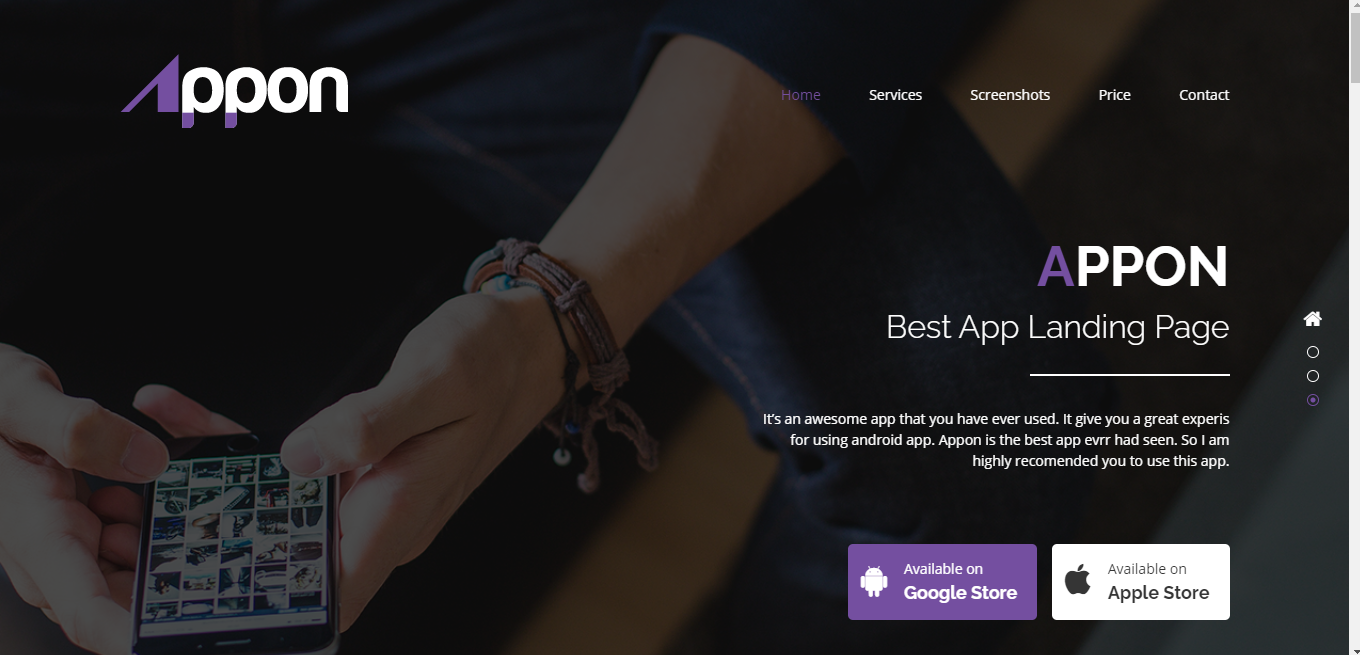 Appon
Home Services Screenshots Price Contact
APPON
Best App Landing Page
It's an awesome app that you have ever used. It give you a great experis
for using android app. Appon is the best app evrr had seen. So I am
highly recomended you to use this app.
Available on
Google Store
Available on
Apple Store